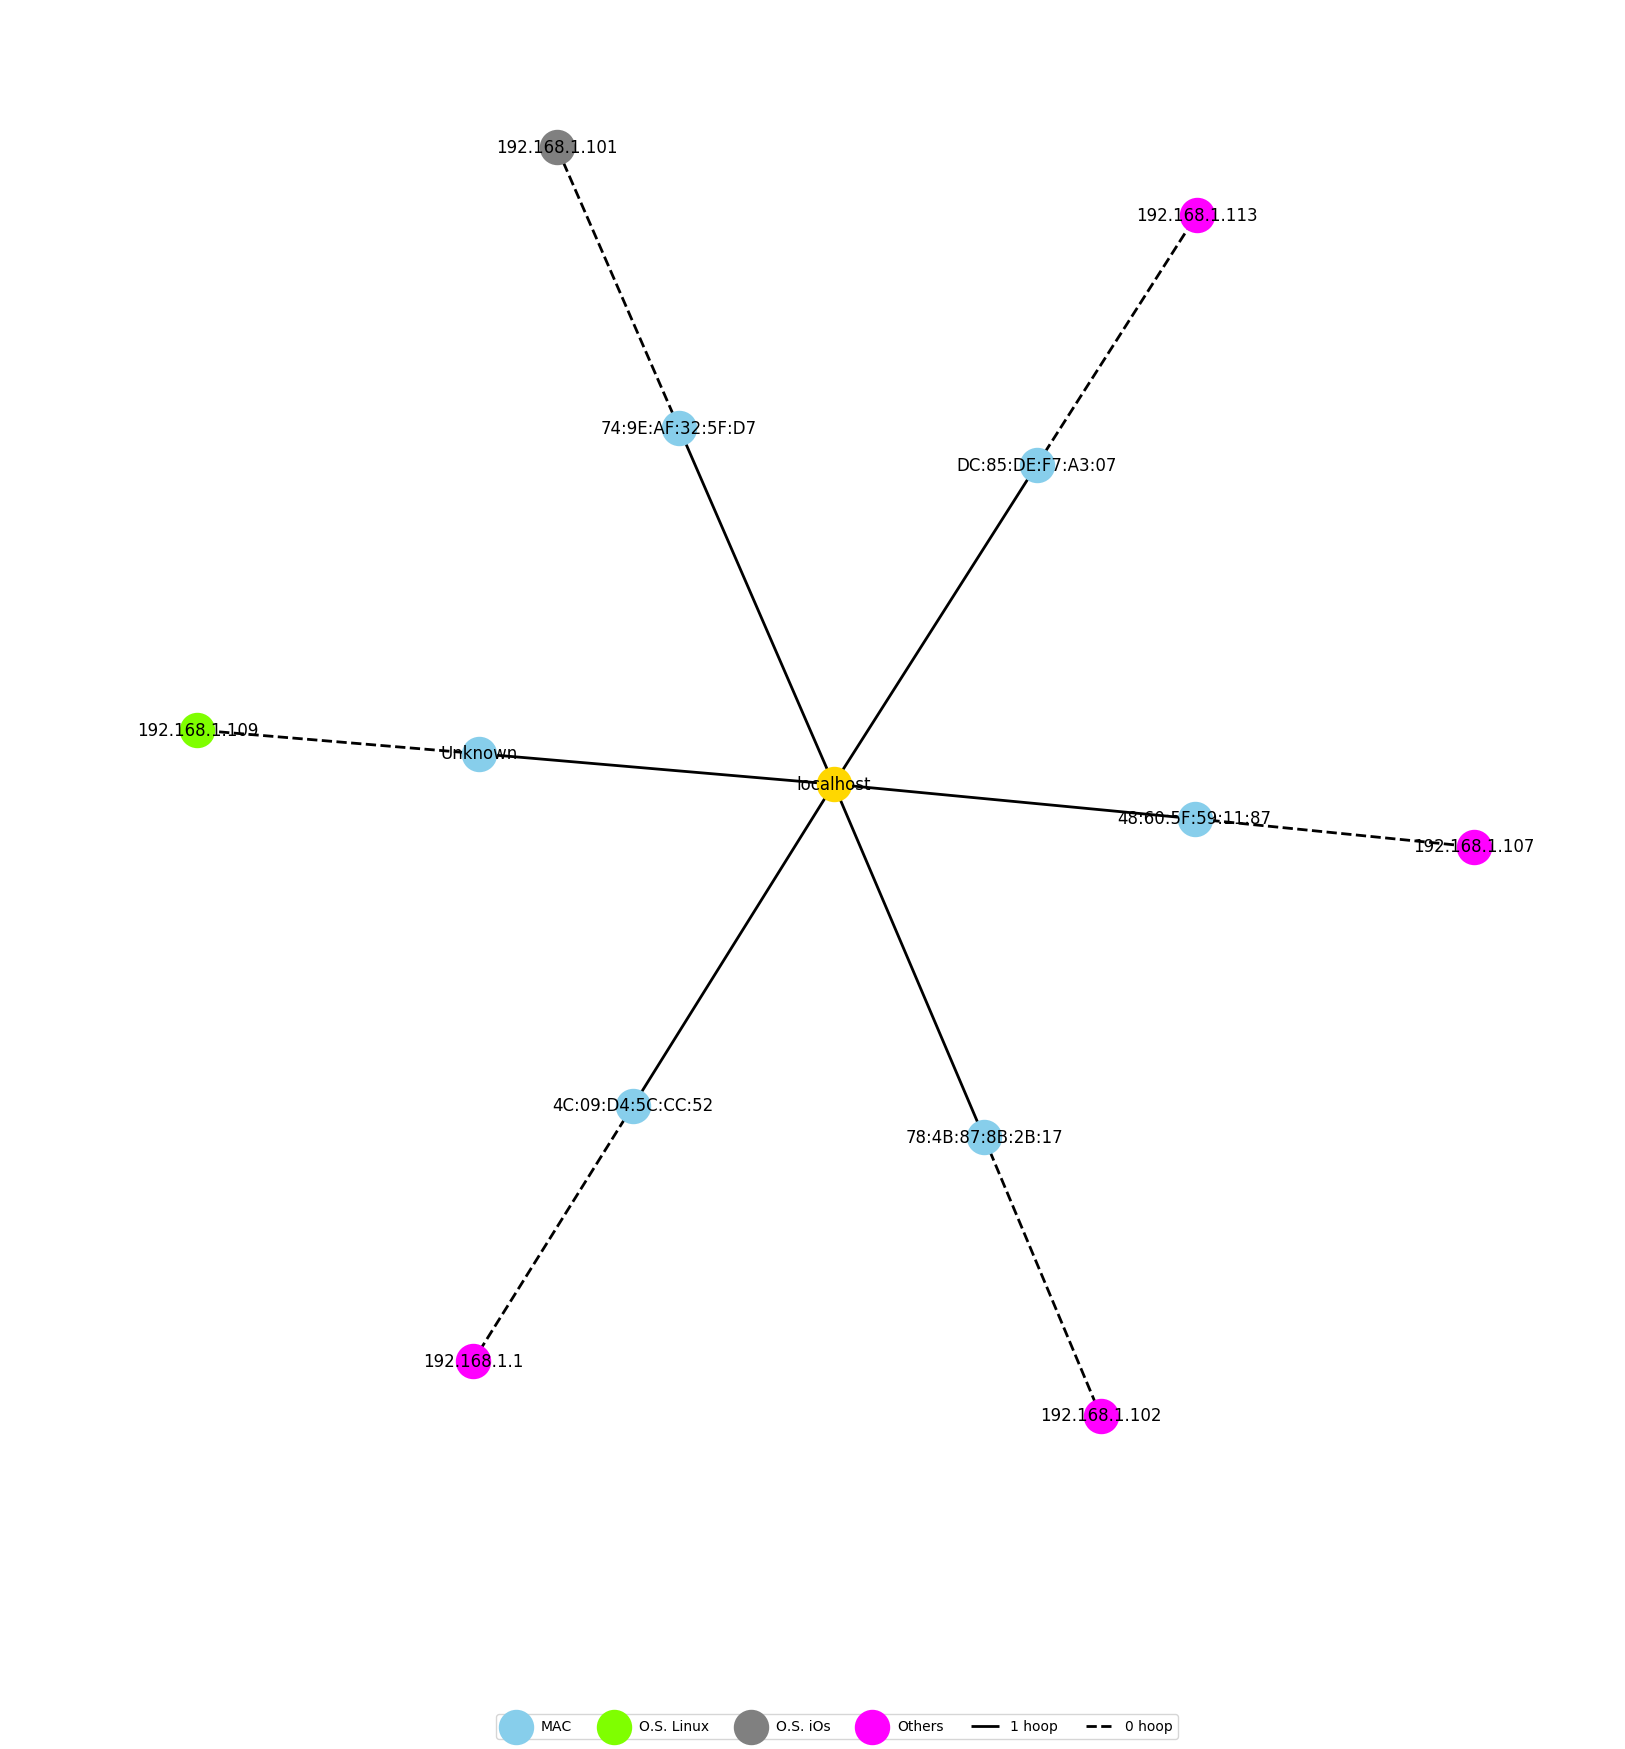 192.168.1.101
192.168.1.113
74:9E:AF:32:5F:D7
DC:85:DE:F7:A3:07
192.168.1.109
Unknown
localhost
48:60:5F:59:11:87
192.168.1.107
4C:09:D4:5C:CC:52
78:4B:87:8B:2B:17
192.168.1.1
192.168.1.102
MAC O.S. Linux O.S. iOs Others 1 hoop 0 hoop